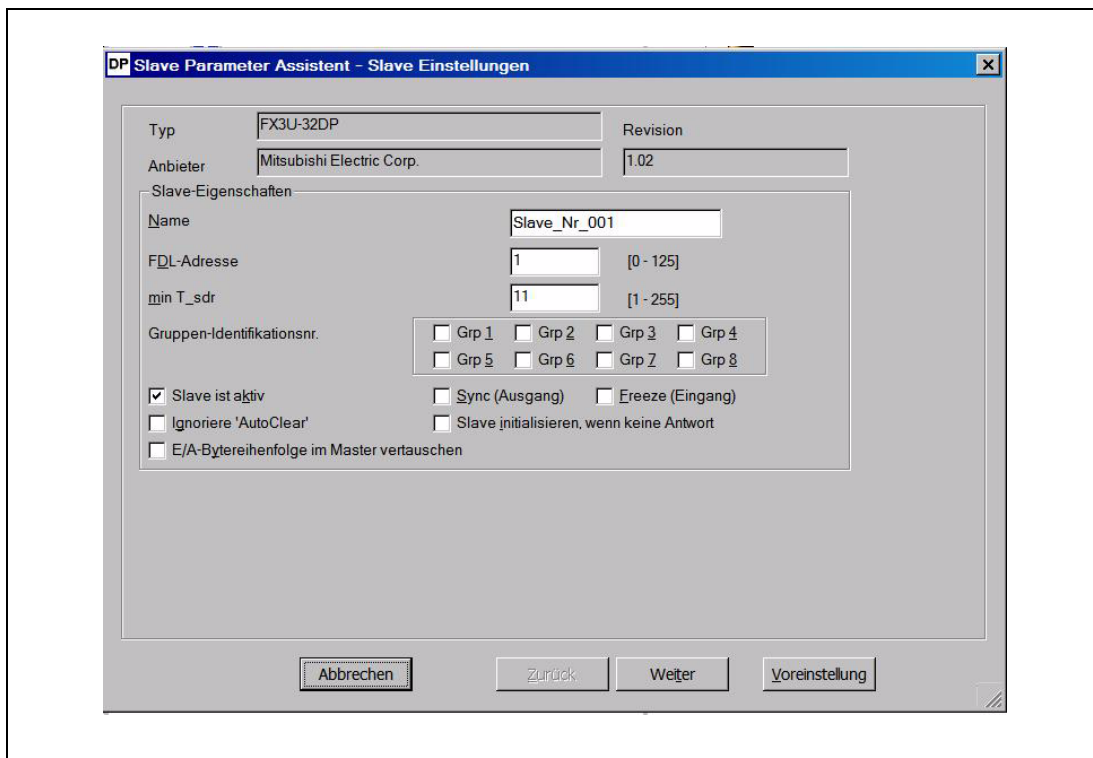 DP Slave Parameter Assistent - Slave Einstellungen
Typ FX3U-32DP Revision
Anbieter Mitsubishi Electric Corp. 1.02
Slave-Eigenschaften
Name Slave_Nr_001
FDL-Adresse 1 [0 - 125]
min T_sdr 11 [1 - 255]
Gruppen-Identifikationsnr. Grp 1 Grp 2 Grp 3 Grp 4
Grp 5 Grp 6 Grp 7 Grp 8
Slave ist aktiv Sync (Ausgang) Freeze (Eingang)
Ignoriere 'AutoClear' Slave initialisieren, wenn keine Antwort
E/A-Bytereihenfolge im Master vertauschen
Abbrechen Zurück Weiter Voreinstellung